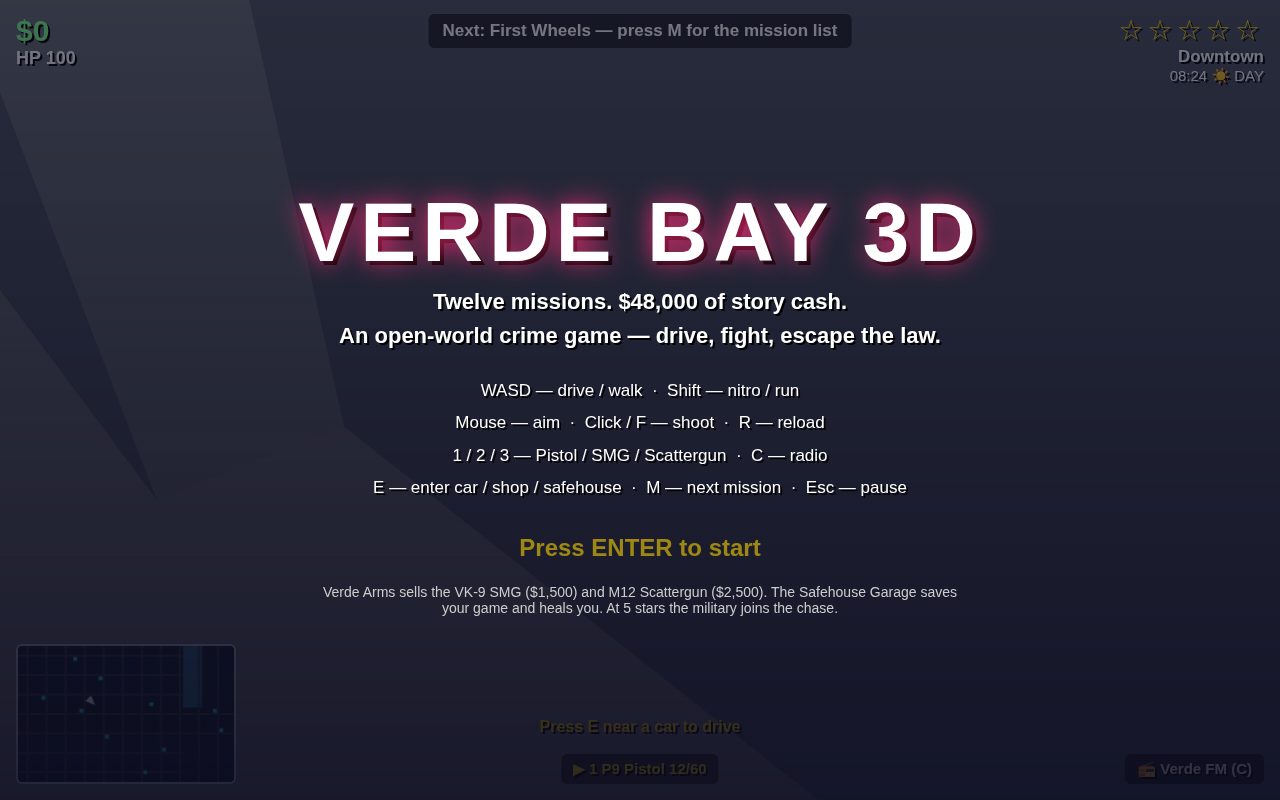 $0
HP 100
Next: First Wheels — press M for the mission list
☆☆☆☆☆
Downtown
08:24 ☀️ DAY
VERDE BAY 3D
Twelve missions. $48,000 of story cash.
An open-world crime game — drive, fight, escape the law.
WASD — drive / walk · Shift — nitro / run
Mouse — aim · Click / F — shoot · R — reload
1 / 2 / 3 — Pistol / SMG / Scattergun · C — radio
E — enter car / shop / safehouse · M — next mission · Esc — pause
Press ENTER to start
Verde Arms sells the VK-9 SMG ($1,500) and M12 Scattergun ($2,500). The Safehouse Garage saves
your game and heals you. At 5 stars the military joins the chase.
Press E near a car to drive
▶ 1 P9 Pistol 12/60
📻 Verde FM (C)